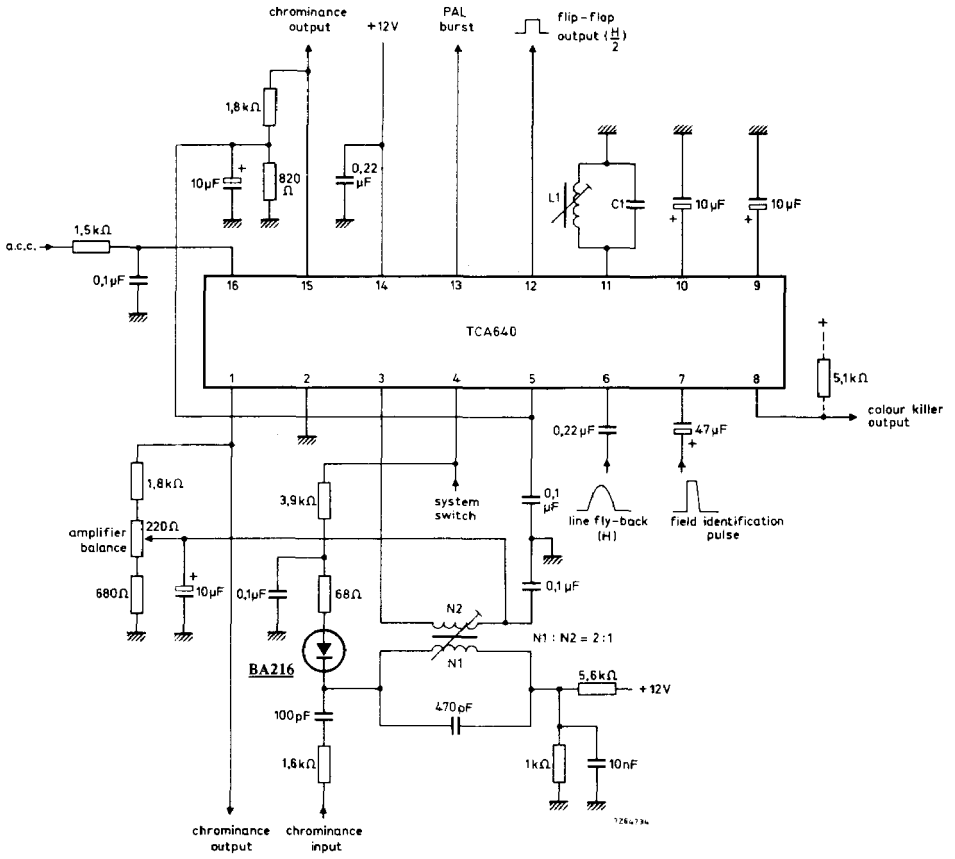 chrominance
output
+12V
PAL
burst
flip-flop
output (H/2)
1,8kΩ
+
10µF
820
Ω
0,22
µF
L1
C1
10µF
+
10µF
+
a.c.c.
1,5kΩ
0,1µF
16 15 14 13 12 11 10 9
TCA640
1 2 3 4 5 6 7 8
+
5,1kΩ
colour killer
output
0,22µF
47µF
+
line fly-back
(H)
field identification
pulse
1,8kΩ
amplifier
balance
220Ω
680Ω
+
10µF
3,9kΩ
system
switch
0,1µF
68Ω
0,1
µF
0,1µF
N2
N1
N1 : N2 = 2:1
BA216
100pF
470pF
5,6kΩ
+12V
1,6kΩ
1kΩ
10nF
7264734
chrominance
output
chrominance
input